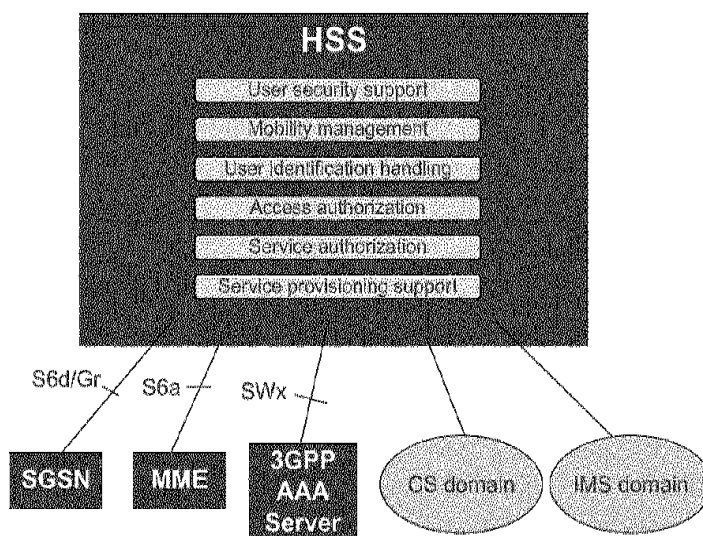 HSS
User security support
Mobility management
User identification handling
Access authorization
Service authorization
Service provisioning support
S6d/Gr
S6a
SWx
SGSN
MME
3GPP
AAA
Server
CS domain
IMS domain